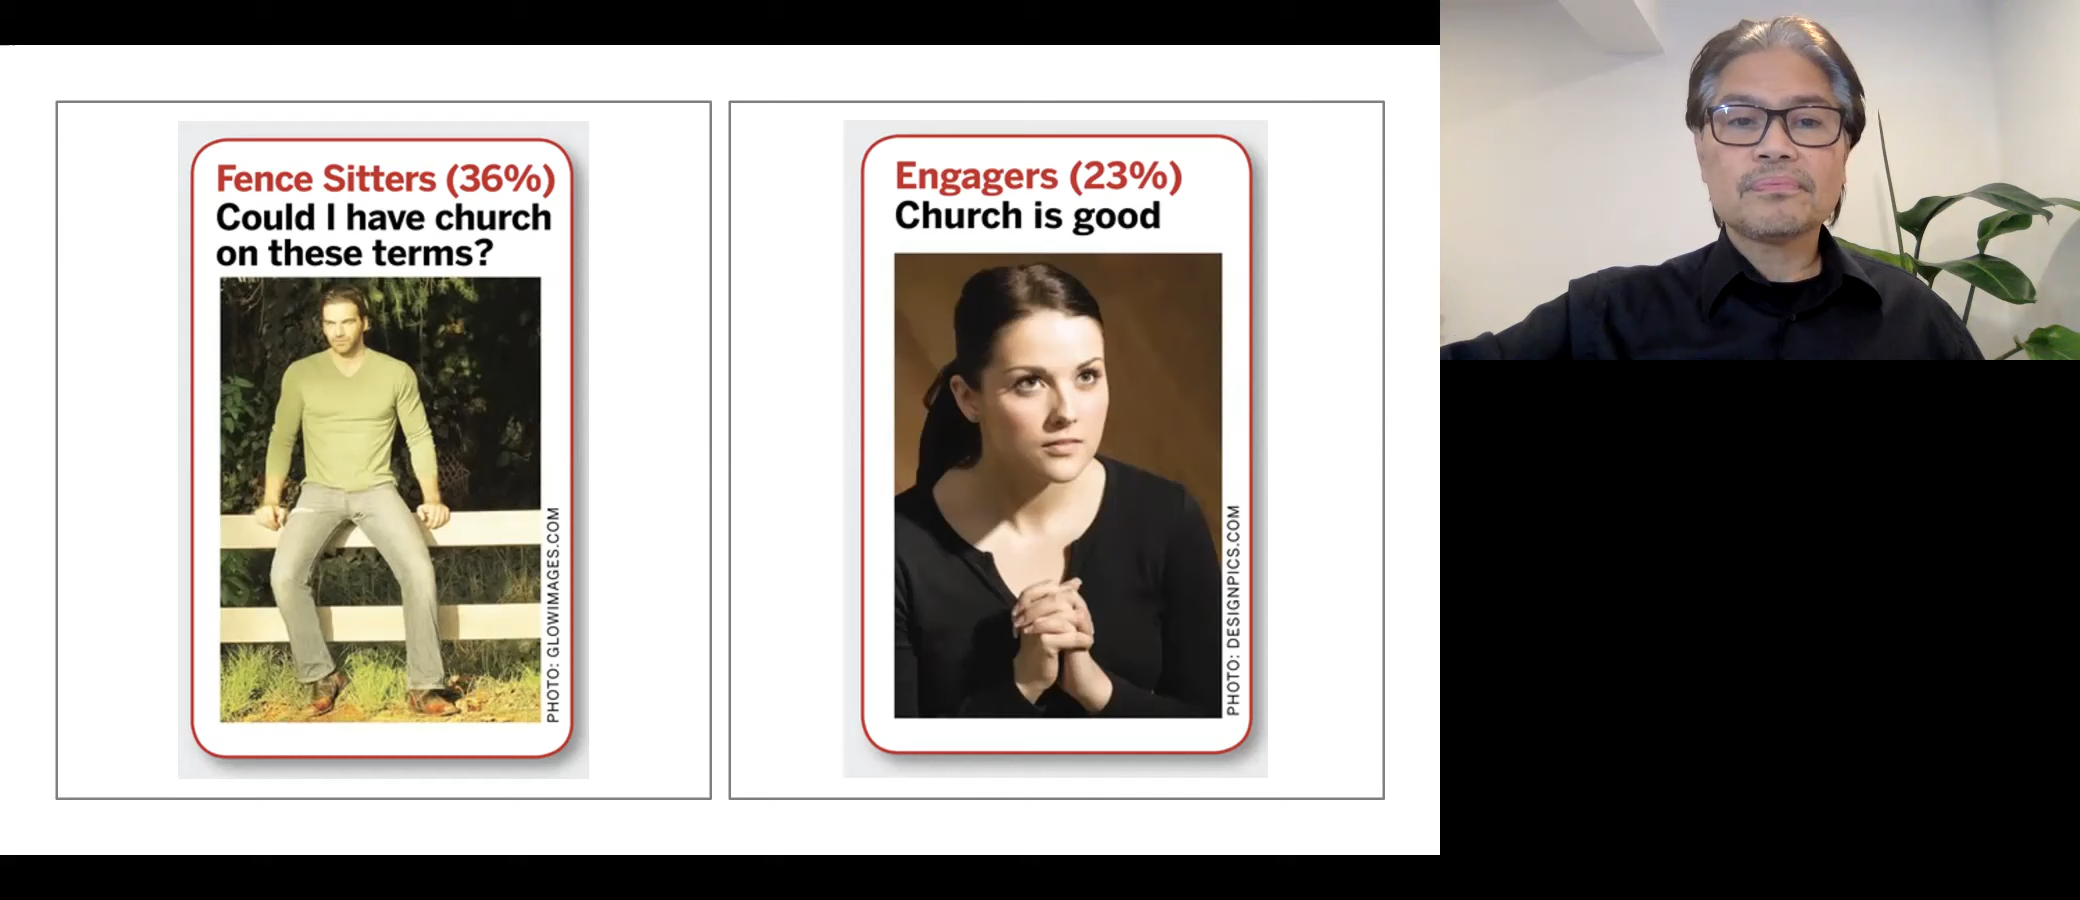 Fence Sitters (36%)
Could I have church
on these terms?
PHOTO: GLOWIMAGES.COM
Engagers (23%)
Church is good
PHOTO: DESIGNPICS.COM